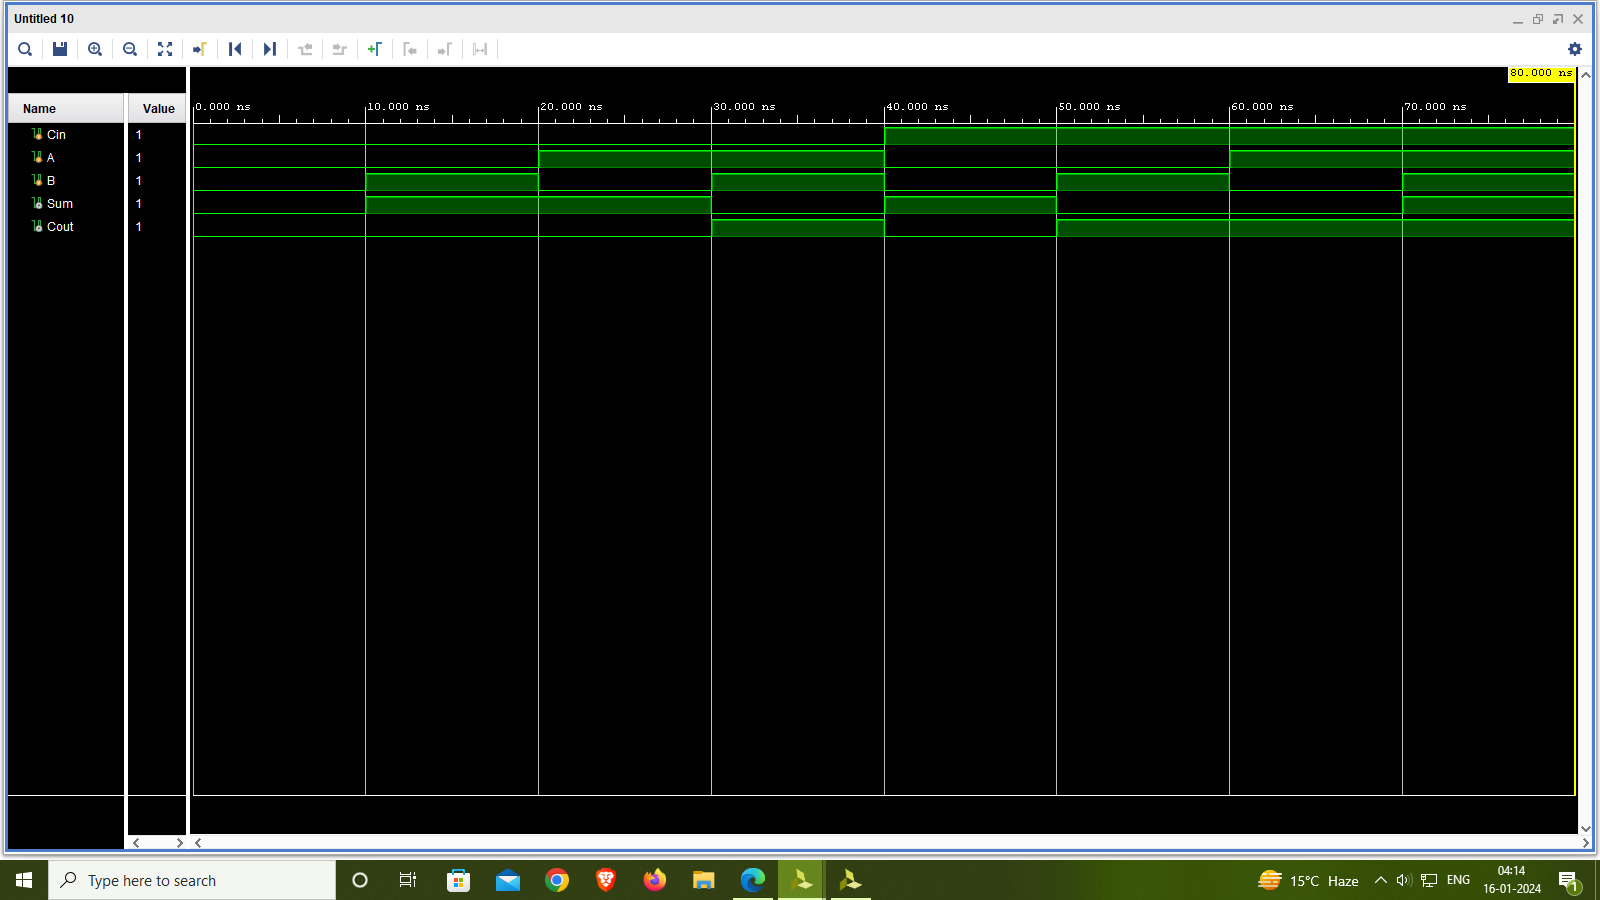 Untitled 10
80.000 ns
Name Value
0.000 ns 10.000 ns 20.000 ns 30.000 ns 40.000 ns 50.000 ns 60.000 ns 70.000 ns
Cin 1
A 1
B 1
Sum 1
Cout 1
Type here to search
15°C Haze
ENG
04:14
16-01-2024
1